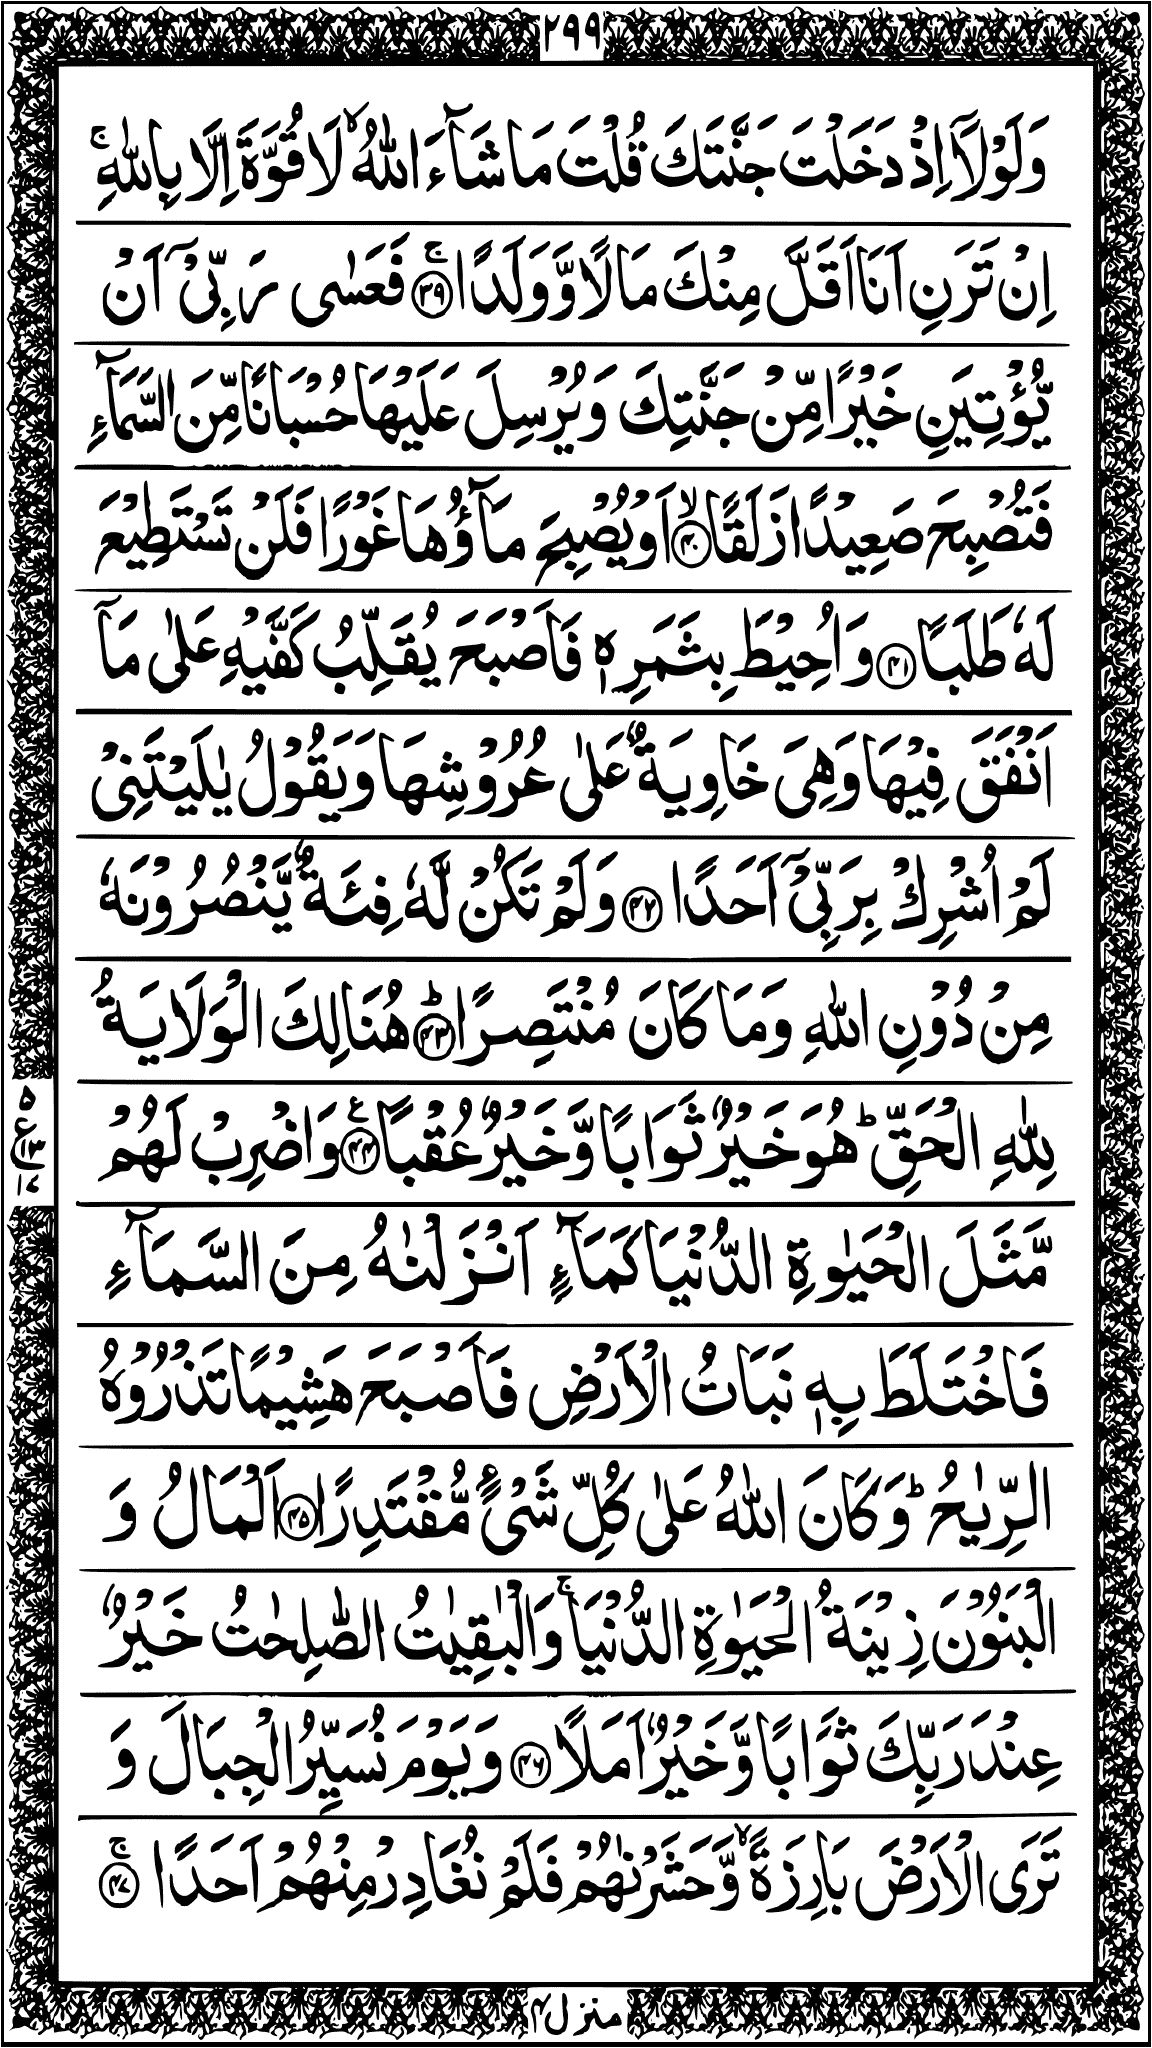 ٢٩٩
وَلَوْلَاۤ اِذْ دَخَلْتَ جَنَّتَكَ قُلْتَ مَا شَآءَ اللّٰهُ ۙ لَا قُوَّةَ اِلَّا بِاللّٰهِ ۚ
اِنْ تَرَنِ اَنَا اَقَلَّ مِنْكَ مَالًا وَّوَلَدًا ۚ ﴿٣٩﴾ فَعَسٰى رَبِّىْۤ اَنْ
يُّؤْتِيَنِ خَيْرًا مِّنْ جَنَّتِكَ وَيُرْسِلَ عَلَيْهَا حُسْبَانًا مِّنَ السَّمَآءِ
فَتُصْبِحَ صَعِيْدًا زَلَقًا ۙ ﴿٤٠﴾ اَوْ يُصْبِحَ مَآؤُهَا غَوْرًا فَلَنْ تَسْتَطِيْعَ
لَهٗ طَلَبًا ﴿٤١﴾ وَاُحِيْطَ بِثَمَرِهٖ فَاَصْبَحَ يُقَلِّبُ كَفَّيْهِ عَلٰى مَاۤ
اَنْفَقَ فِيْهَا وَهِىَ خَاوِيَةٌ عَلٰى عُرُوْشِهَا وَيَقُوْلُ يٰلَيْتَنِىْ
لَمْ اُشْرِكْ بِرَبِّىْۤ اَحَدًا ﴿٤٢﴾ وَلَمْ تَكُنْ لَّهٗ فِئَةٌ يَّنْصُرُوْنَهٗ
مِنْ دُوْنِ اللّٰهِ وَمَا كَانَ مُنْتَصِرًا ؕ ﴿٤٣﴾ هُنَالِكَ الْوَلَايَةُ
لِلّٰهِ الْحَقِّ ؕ هُوَ خَيْرٌ ثَوَابًا وَّخَيْرٌ عُقْبًا ﴿٤٤﴾ ع وَاضْرِبْ لَهُمْ
٥ ع ١٣ ١٧
مَّثَلَ الْحَيٰوةِ الدُّنْيَا كَمَآءٍ اَنْزَلْنٰهُ مِنَ السَّمَآءِ
فَاخْتَلَطَ بِهٖ نَبَاتُ الْاَرْضِ فَاَصْبَحَ هَشِيْمًا تَذْرُوْهُ
الرِّيٰحُ ؕ وَكَانَ اللّٰهُ عَلٰى كُلِّ شَىْءٍ مُّقْتَدِرًا ﴿٤٥﴾ اَلْمَالُ وَ
الْبَنُوْنَ زِيْنَةُ الْحَيٰوةِ الدُّنْيَا ۚ وَالْبٰقِيٰتُ الصّٰلِحٰتُ خَيْرٌ
عِنْدَ رَبِّكَ ثَوَابًا وَّخَيْرٌ اَمَلًا ﴿٤٦﴾ وَيَوْمَ نُسَيِّرُ الْجِبَالَ وَ
تَرَى الْاَرْضَ بَارِزَةً ۙ وَّحَشَرْنٰهُمْ فَلَمْ نُغَادِرْ مِنْهُمْ اَحَدًا ۚ ﴿٤٧﴾
منزل ٤